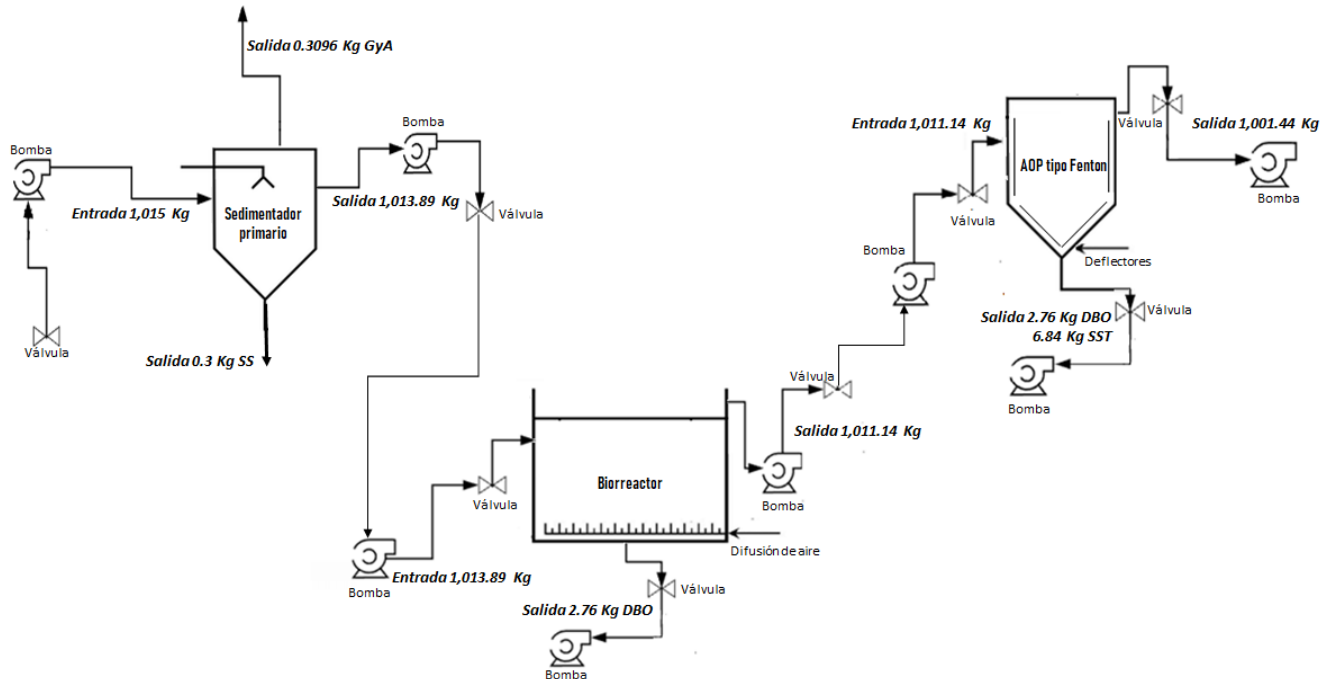 Salida 0.3096 Kg GyA
Bomba
Entrada 1,015 Kg
Válvula
Sedimentador
primario
Salida 0.3 Kg SS
Bomba
Salida 1,013.89 Kg
Válvula
Bomba
Entrada 1,013.89 Kg
Válvula
Biorreactor
Difusión de aire
Válvula
Salida 2.76 Kg DBO
Bomba
Bomba
Salida 1,011.14 Kg
Válvula
Bomba
Entrada 1,011.14 Kg
Válvula
AOP tipo Fenton
Válvula
Salida 1,001.44 Kg
Bomba
Deflectores
Salida 2.76 Kg DBO
6.84 Kg SST
Válvula
Bomba